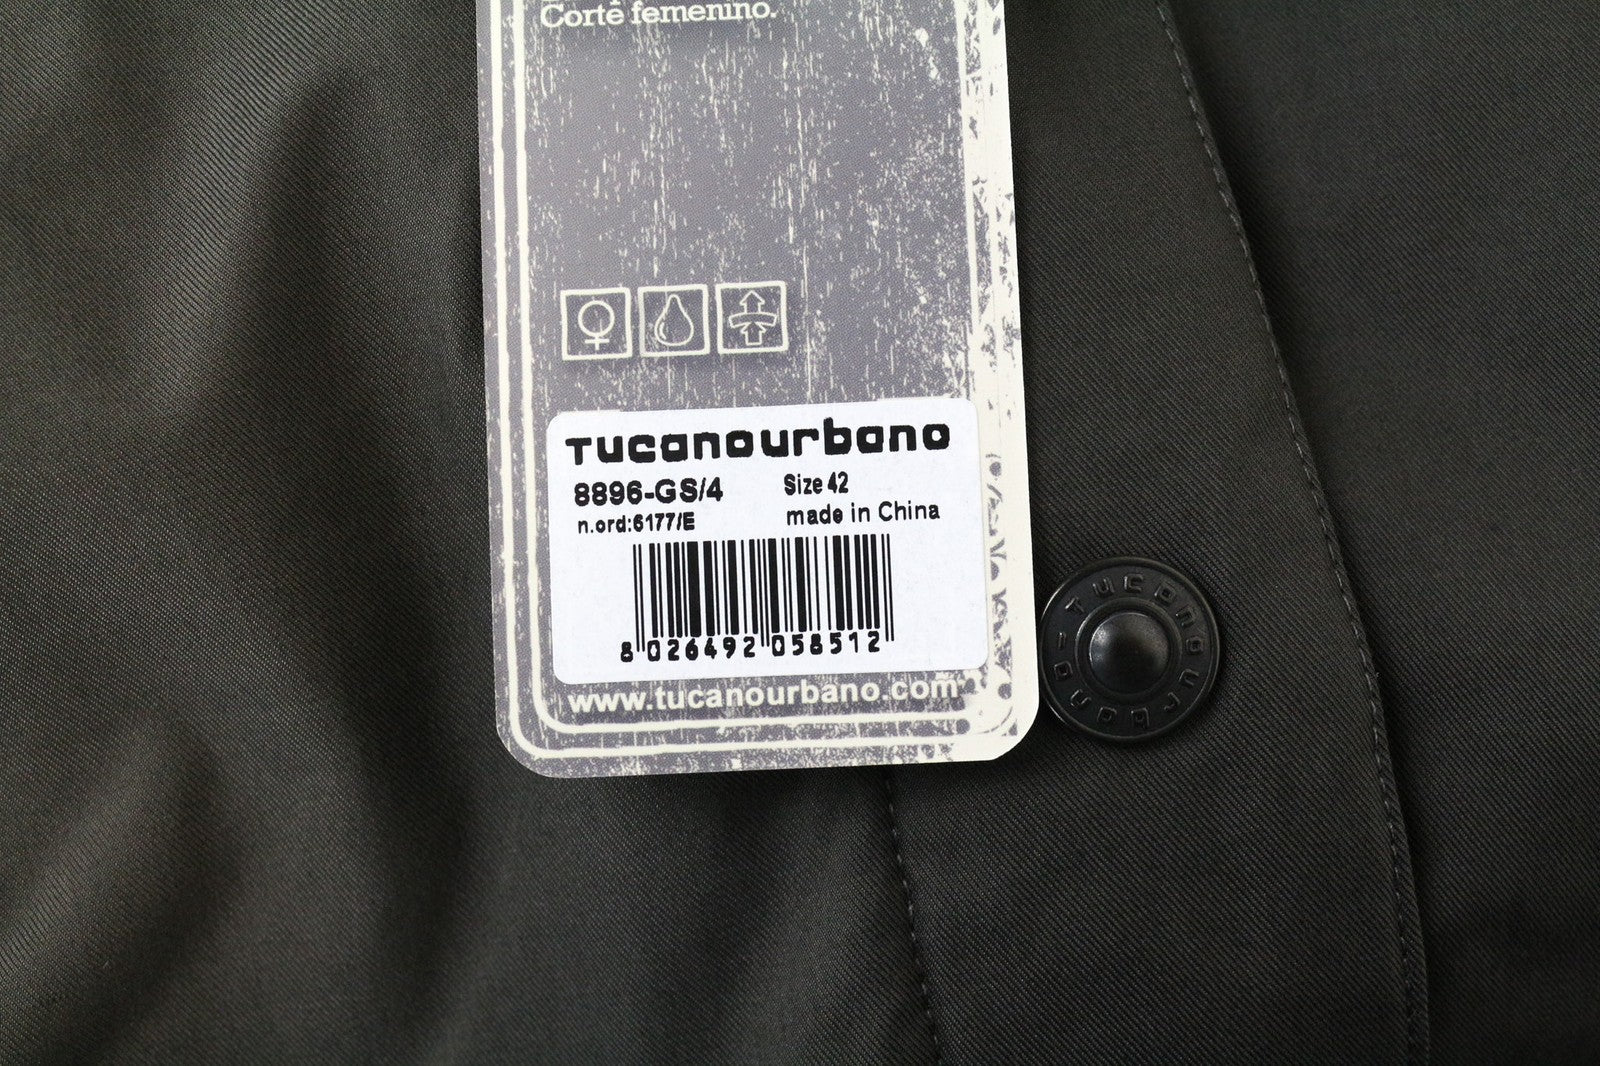 Corte femenino.
Tucanourbano
8896-GS/4 Size 42
n.ord:6177/E made in China
8 026492 058512
www.tucanourbano.com
Tucanourbano